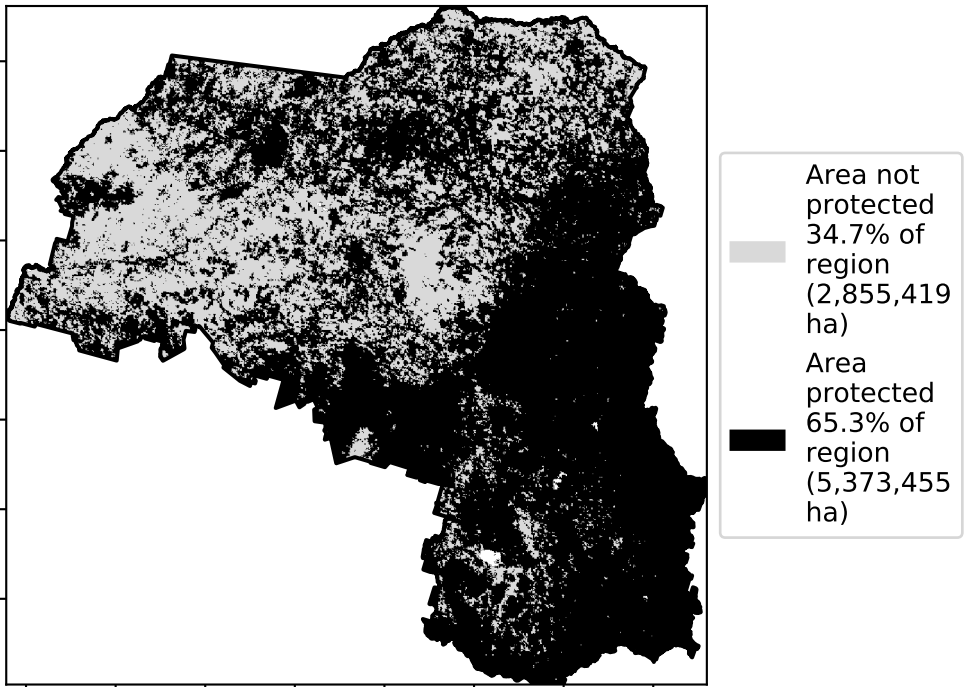 Area not
protected
34.7% of
region
(2,855,419
ha)
Area
protected
65.3% of
region
(5,373,455
ha)